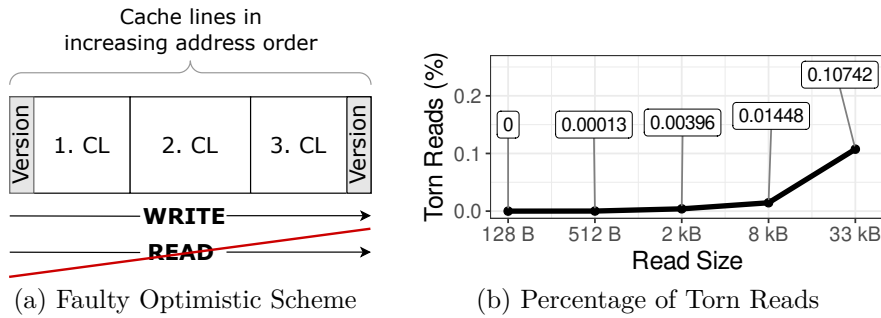 Cache lines in
increasing address order
Version
1. CL
2. CL
3. CL
Version
WRITE
READ
(a) Faulty Optimistic Scheme
Torn Reads (%)
0.2
0.1
0.0
0
0.00013
0.00396
0.01448
0.10742
128 B
512 B
2 kB
8 kB
33 kB
Read Size
(b) Percentage of Torn Reads